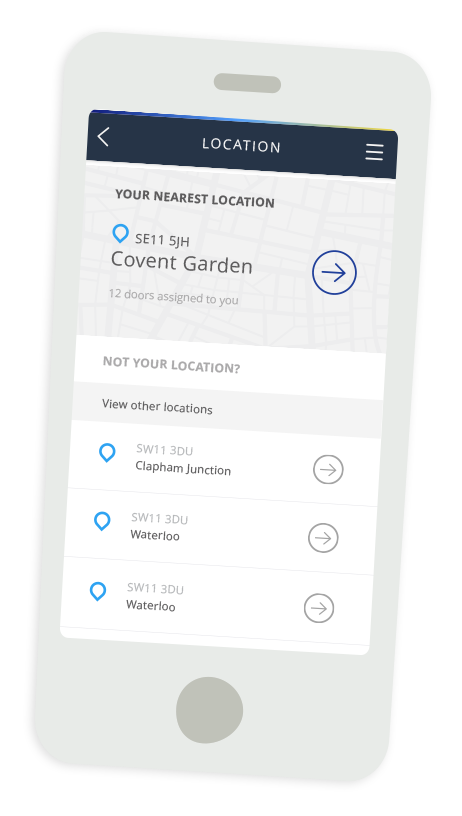 LOCATION
YOUR NEAREST LOCATION
SE11 5JH
Covent Garden
12 doors assigned to you
NOT YOUR LOCATION?
View other locations
SW11 3DU
Clapham Junction
SW11 3DU
Waterloo
SW11 3DU
Waterloo